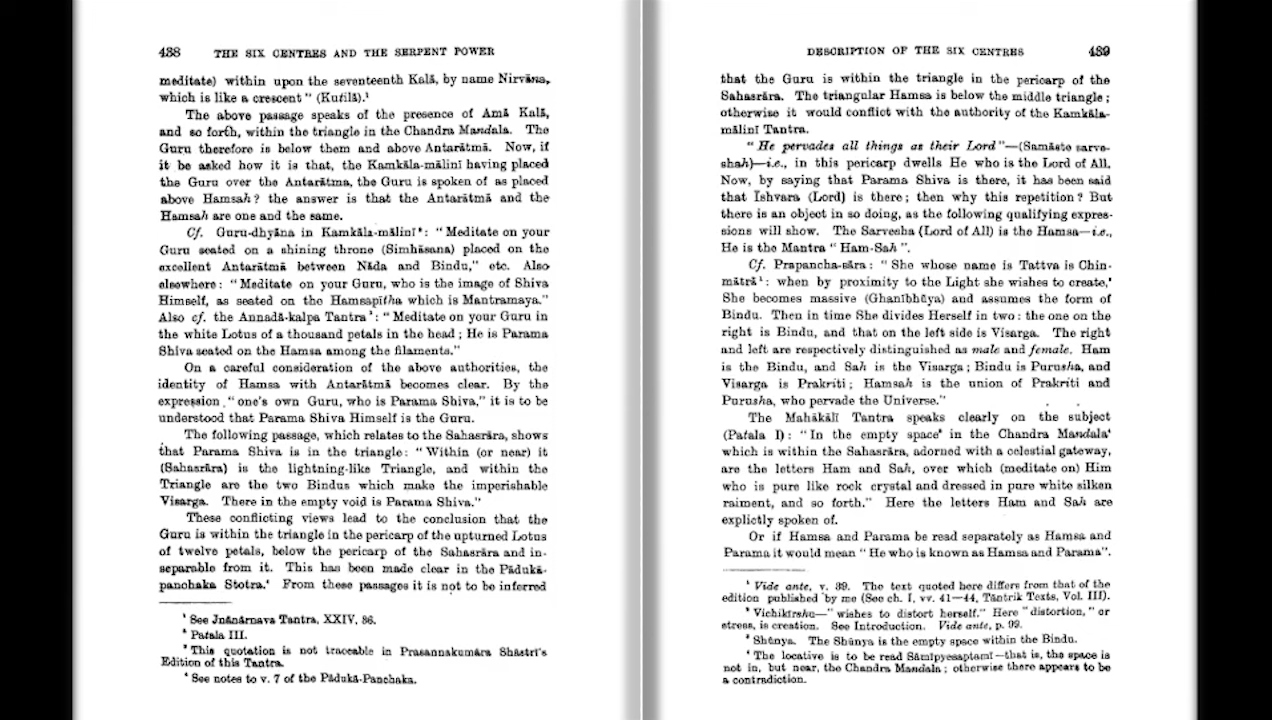 438 THE SIX CENTRES AND THE SERPENT POWER
meditate) within upon the seventeenth Kalā, by name Nirvāna,
which is like a crescent" (Kutilā).¹
The above passage speaks of the presence of Amā Kalā,
and so forth, within the triangle in the Chandra Mandala. The
Guru therefore is below them and above Antarātmā. Now, if
it be asked how it is that, the Kamkāla-mālinī having placed
the Guru over the Antarātma, the Guru is spoken of as placed
above Hamsah? the answer is that the Antarātmā and the
Hamsah are one and the same.
Cf. Guru-dhyāna in Kamkāla-mālinī²: "Meditate on your
Guru seated on a shining throne (Simhāsana) placed on the
excellent Antarātmā between Nāda and Bindu," etc. Also
elsewhere: "Meditate on your Guru, who is the image of Shiva
Himself, as seated on the Hamsapītha which is Mantramaya."
Also cf. the Annadā-kalpa Tantra³: "Meditate on your Guru in
the white Lotus of a thousand petals in the head; He is Parama
Shiva seated on the Hamsa among the filaments."
On a careful consideration of the above authorities, the
identity of Hamsa with Antarātmā becomes clear. By the
expression "one's own Guru, who is Parama Shiva," it is to be
understood that Parama Shiva Himself is the Guru.
The following passage, which relates to the Sahasrāra, shows
that Parama Shiva is in the triangle: "Within (or near) it
(Sahasrāra) is the lightning-like Triangle, and within the
Triangle are the two Bindus which make the imperishable
Visarga. There in the empty void is Parama Shiva."
These conflicting views lead to the conclusion that the
Guru is within the triangle in the pericarp of the upturned Lotus
of twelve petals, below the pericarp of the Sahasrāra and in-
separable from it. This has been made clear in the Pādukā-
panchaka Stotra.⁴ From these passages it is not to be inferred
¹ See Jnānārnava Tantra, XXIV, 36.
² Patala III.
³ This quotation is not traceable in Prasannakumāra Shāstri's
Edition of this Tantra.
⁴ See notes to v. 7 of the Pādukā-Panchaka.
DESCRIPTION OF THE SIX CENTRES 439
that the Guru is within the triangle in the pericarp of the
Sahasrāra. The triangular Hamsa is below the middle triangle;
otherwise it would conflict with the authority of the Kamkāla-
mālinī Tantra.
"He pervades all things as their Lord"—(Samāste sarve-
shah)—i.e., in this pericarp dwells He who is the Lord of All.
Now, by saying that Parama Shiva is there, it has been said
that Īshvara (Lord) is there; then why this repetition? But
there is an object in so doing, as the following qualifying expres-
sions will show. The Sarvesha (Lord of All) is the Hamsa—i.e.,
He is the Mantra "Ham-Sah".
Cf. Prapancha-sāra: "She whose name is Tattva is Chin-
mātrā¹: when by proximity to the Light she wishes to create,²
She becomes massive (Ghanībhūya) and assumes the form of
Bindu. Then in time She divides Herself in two: the one on the
right is Bindu, and that on the left side is Visarga. The right
and left are respectively distinguished as male and female. Ham
is the Bindu, and Sah is the Visarga; Bindu is Purusha, and
Visarga is Prakriti; Hamsah is the union of Prakriti and
Purusha, who pervade the Universe."
The Mahākālī Tantra speaks clearly on the subject
(Patala I): "In the empty space³ in the Chandra Mandala⁴
which is within the Sahasrāra, adorned with a celestial gateway,
are the letters Ham and Sah, over which (meditate on) Him
who is pure like rock crystal and dressed in pure white silken
raiment, and so forth." Here the letters Ham and Sah are
explictly spoken of.
Or if Hamsa and Parama be read separately as Hamsa and
Parama it would mean "He who is known as Hamsa and Parama".
¹ Vide ante, v. 39. The text quoted here differs from that of the
edition published by me (See ch. I, vv. 41—44, Tāntrik Texts, Vol. III).
² Vichikīrshu—"wishes to distort herself." Here "distortion," or
stress, is creation. See Introduction. Vide ante, p. 99.
³ Shūnya. The Shūnya is the empty space within the Bindu.
⁴ The locative is to be read Sāmīpyesaptamī—that is, the space is
not in, but near, the Chandra Mandala; otherwise there appears to be
a contradiction.